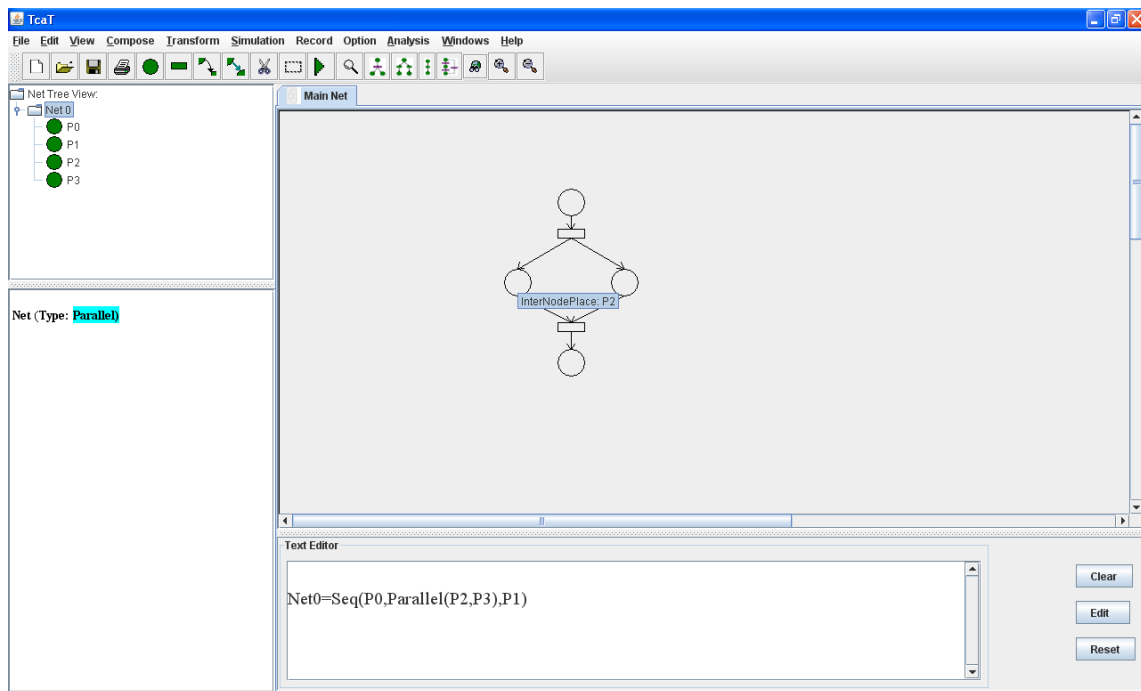 TcaT
File Edit View Compose Transform Simulation Record Option Analysis Windows Help
Net Tree View:
Net 0
P0
P1
P2
P3
Net (Type: Parallel)
Main Net
InterNodePlace: P2
Text Editor
Net0=Seq(P0,Parallel(P2,P3),P1)
Clear
Edit
Reset